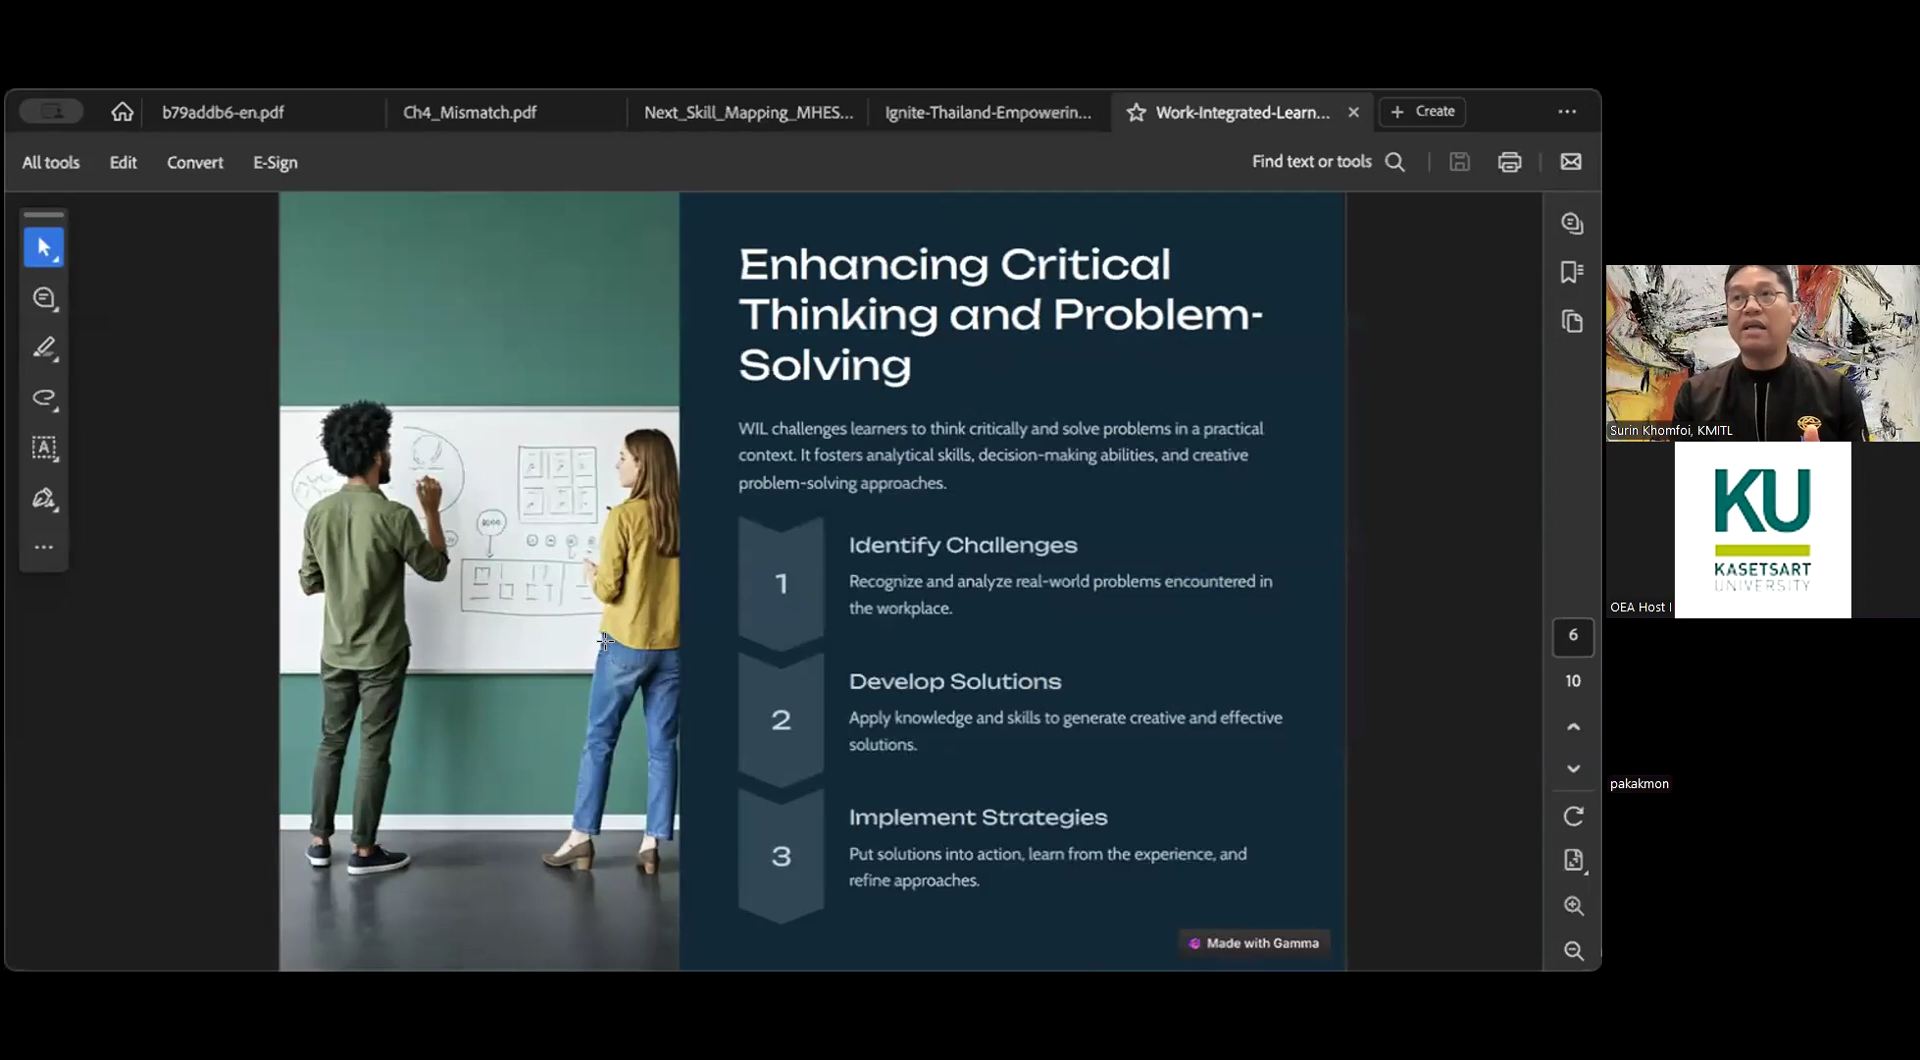 b79addb6-en.pdf
Ch4_Mismatch.pdf
Next_Skill_Mapping_MHES...
Ignite-Thailand-Empowerin...
Work-Integrated-Learn...
Create
All tools
Edit
Convert
E-Sign
Find text or tools
Enhancing Critical
Thinking and Problem-
Solving
WIL challenges learners to think critically and solve problems in a practical
context. It fosters analytical skills, decision-making abilities, and creative
problem-solving approaches.
1
Identify Challenges
Recognize and analyze real-world problems encountered in
the workplace.
2
Develop Solutions
Apply knowledge and skills to generate creative and effective
solutions.
3
Implement Strategies
Put solutions into action, learn from the experience, and
refine approaches.
Made with Gamma
6
10
Surin Khomfoi, KMITL
KU
KASETSART
UNIVERSITY
OEA Host
pakakmon